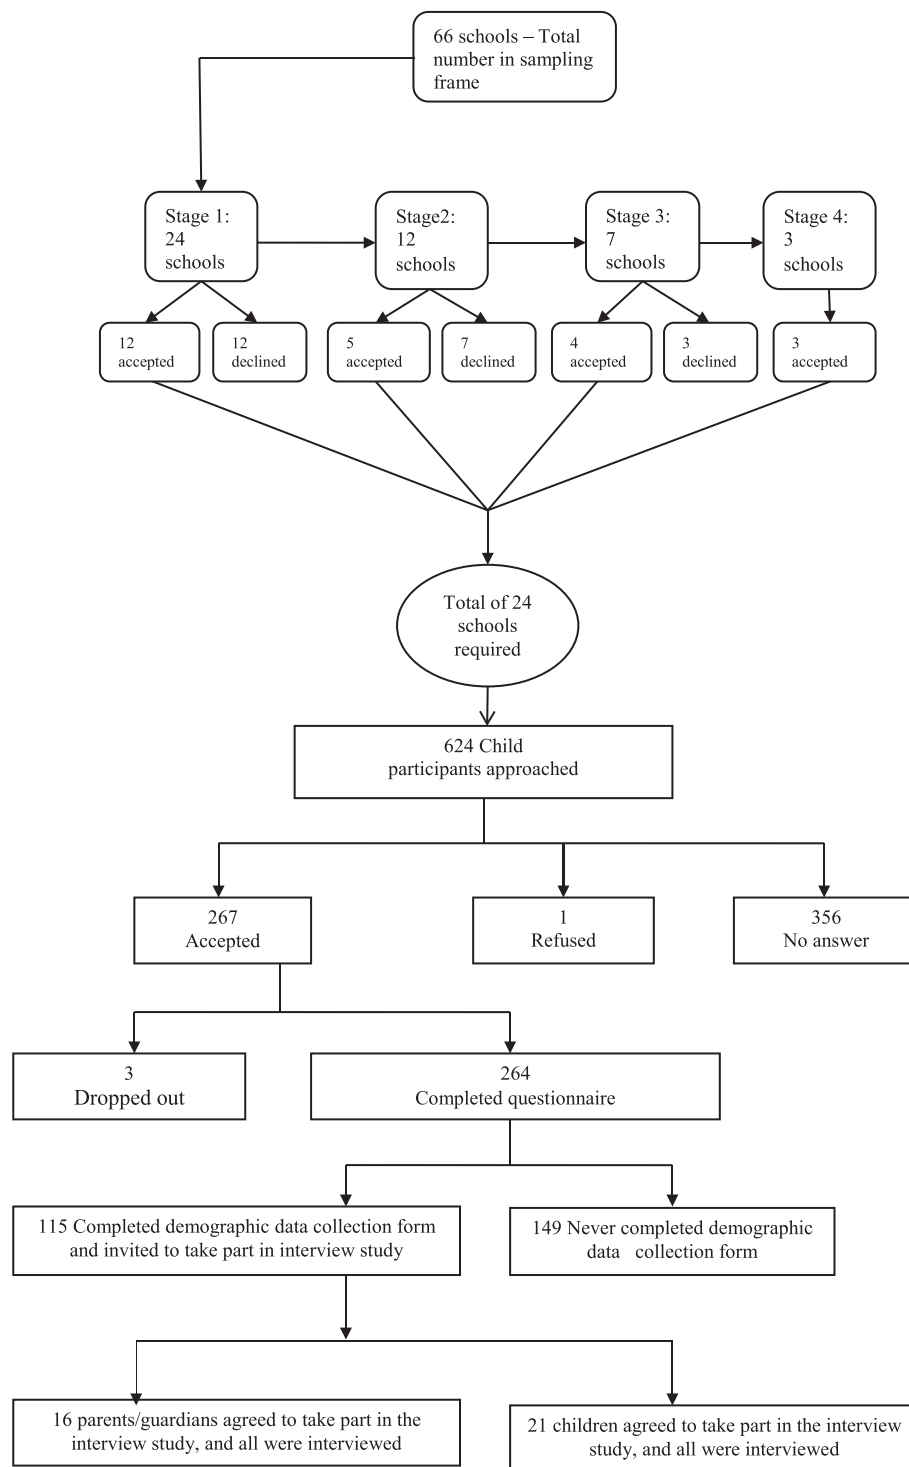 66 schools – Total
number in sampling
frame
Stage 1:
24
schools
Stage2:
12
schools
Stage 3:
7
schools
Stage 4:
3
schools
12
accepted
12
declined
5
accepted
7
declined
4
accepted
3
declined
3
accepted
Total of 24
schools
required
624 Child
participants approached
267
Accepted
1
Refused
356
No answer
3
Dropped out
264
Completed questionnaire
115 Completed demographic data collection form
and invited to take part in interview study
149 Never completed demographic
data collection form
16 parents/guardians agreed to take part in the
interview study, and all were interviewed
21 children agreed to take part in the interview
study, and all were interviewed